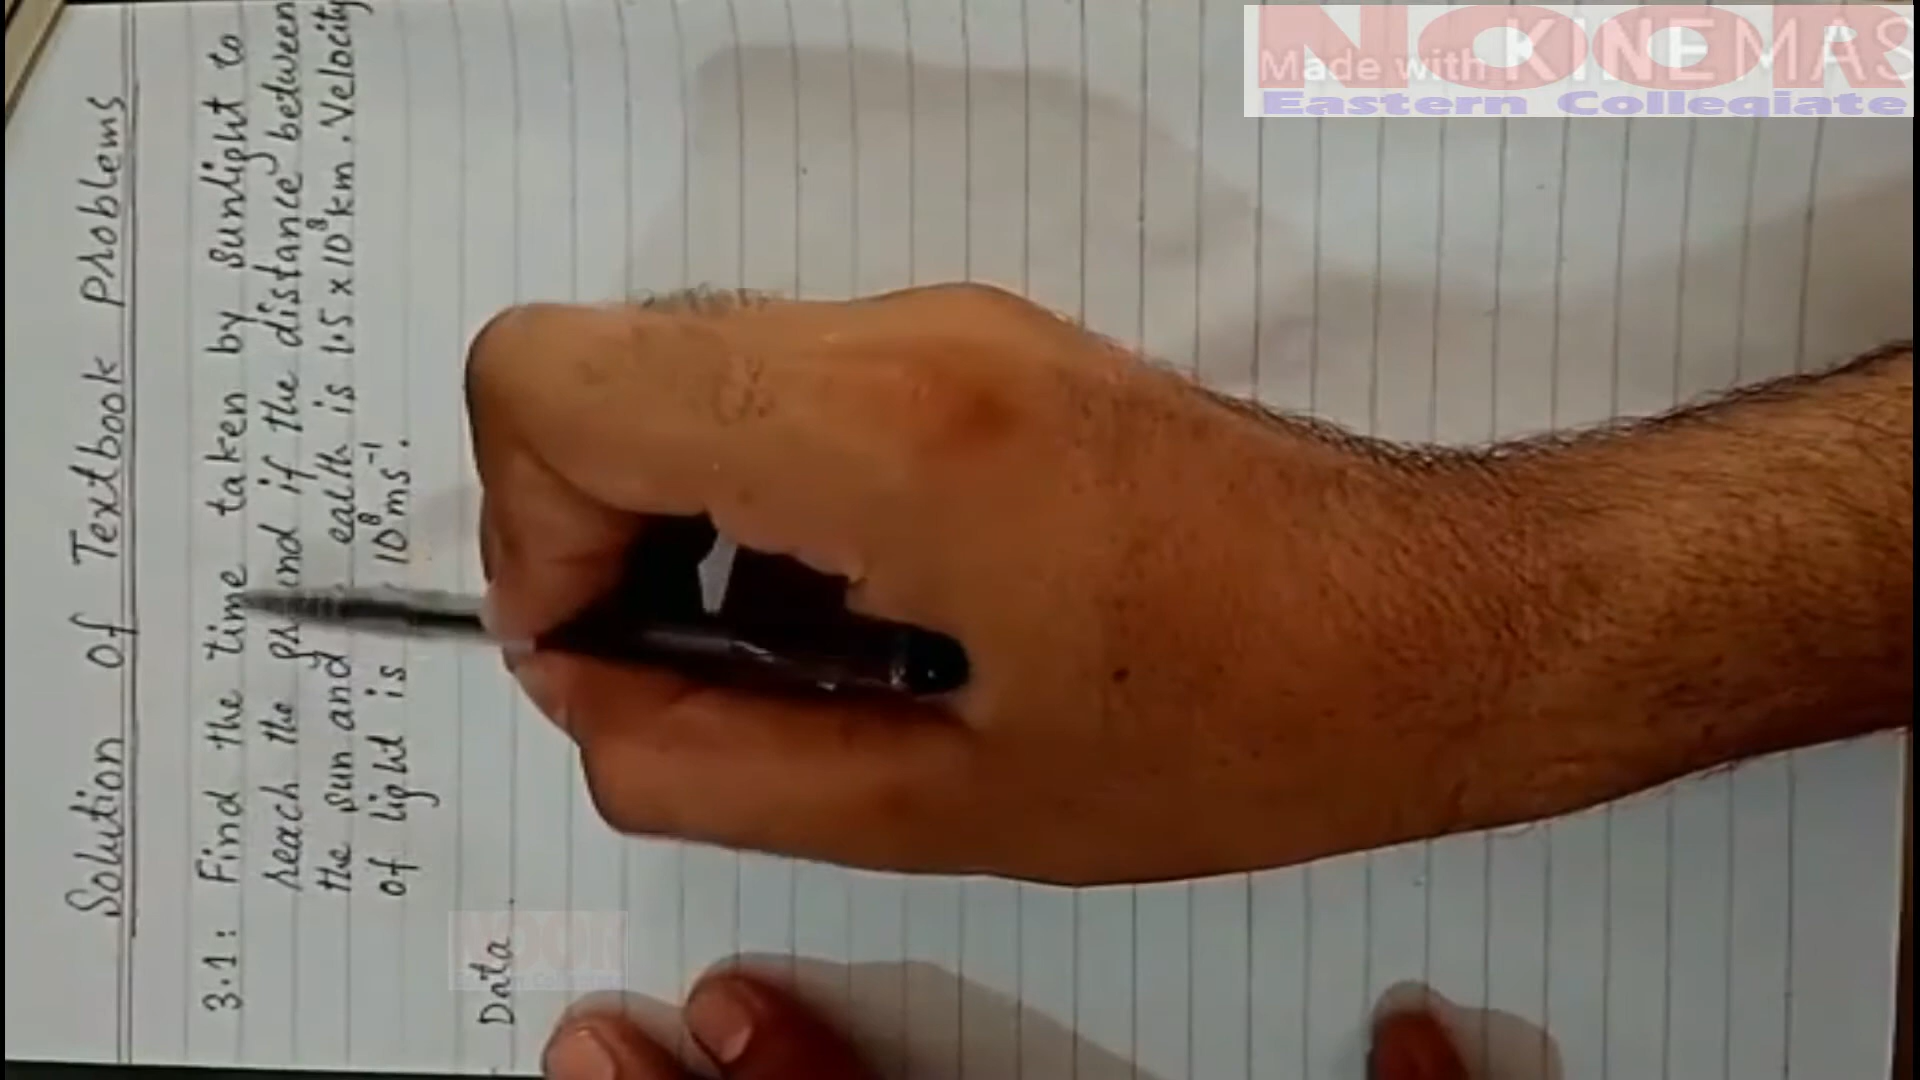 Solution of Textbook Problems
3.1: Find the time taken by sunlight to
reach the if the distance between
the sun and earth is 1.5 x 10⁸ km. Velocity
of light is 10⁸ ms⁻¹.
Data
NOOR
Made with KINEMAS
Eastern Collegiate